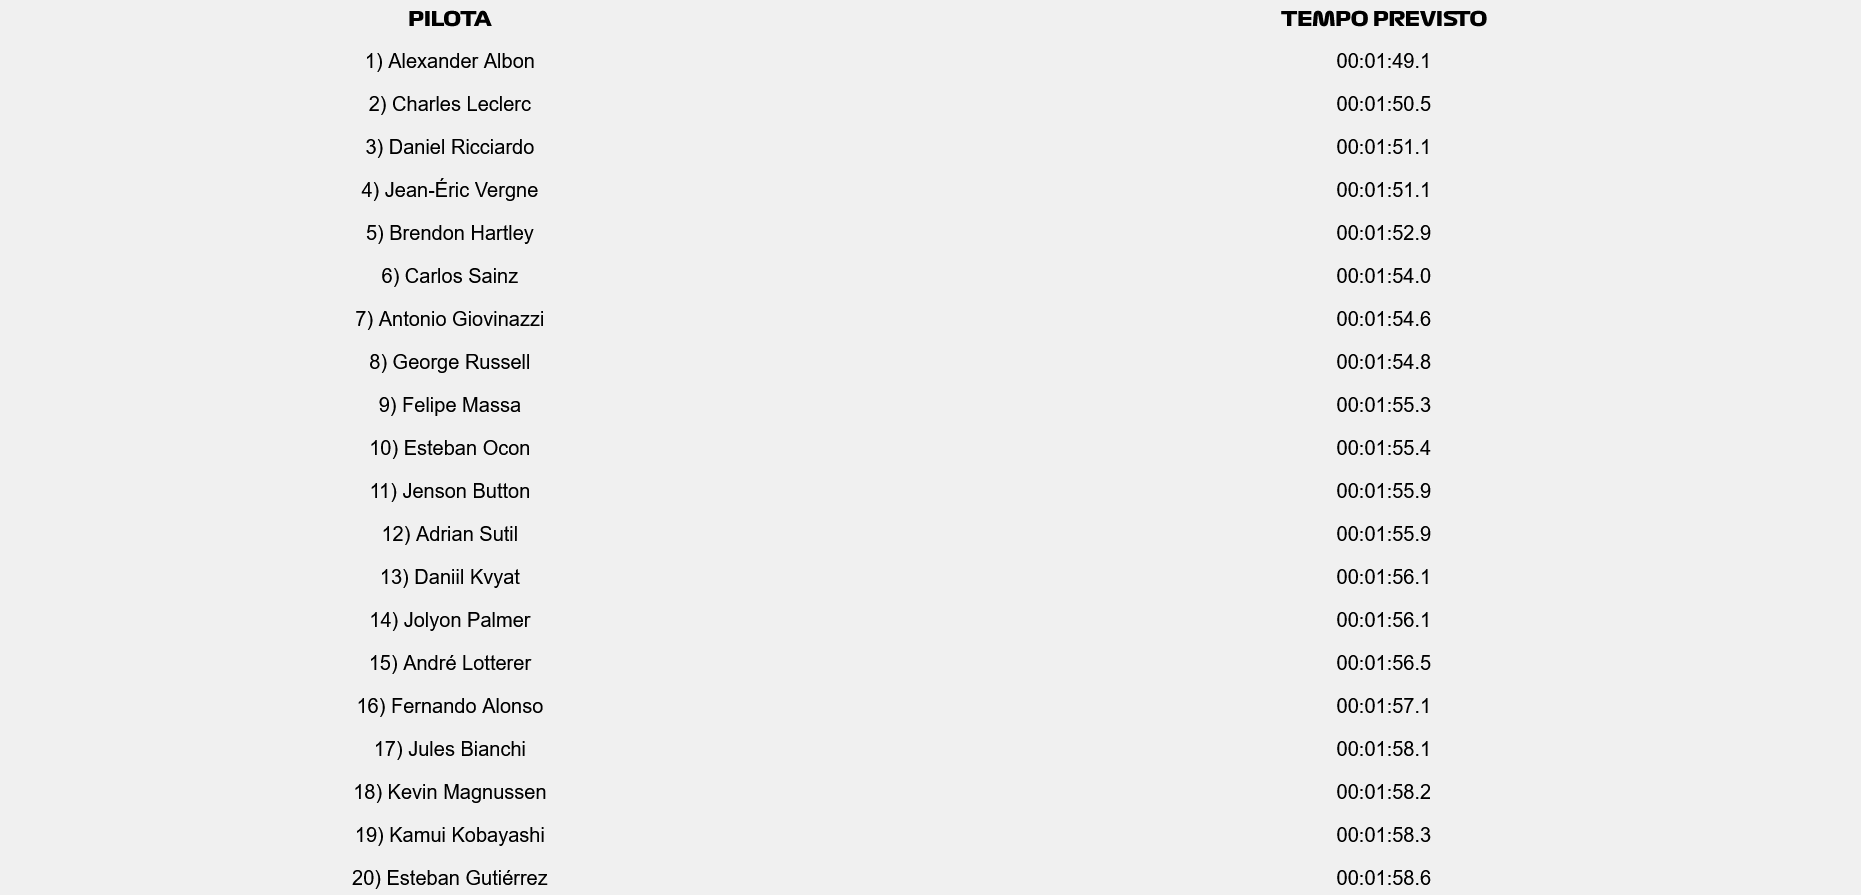 PILOTA TEMPO PREVISTO
1) Alexander Albon 00:01:49.1
2) Charles Leclerc 00:01:50.5
3) Daniel Ricciardo 00:01:51.1
4) Jean-Éric Vergne 00:01:51.1
5) Brendon Hartley 00:01:52.9
6) Carlos Sainz 00:01:54.0
7) Antonio Giovinazzi 00:01:54.6
8) George Russell 00:01:54.8
9) Felipe Massa 00:01:55.3
10) Esteban Ocon 00:01:55.4
11) Jenson Button 00:01:55.9
12) Adrian Sutil 00:01:55.9
13) Daniil Kvyat 00:01:56.1
14) Jolyon Palmer 00:01:56.1
15) André Lotterer 00:01:56.5
16) Fernando Alonso 00:01:57.1
17) Jules Bianchi 00:01:58.1
18) Kevin Magnussen 00:01:58.2
19) Kamui Kobayashi 00:01:58.3
20) Esteban Gutiérrez 00:01:58.6